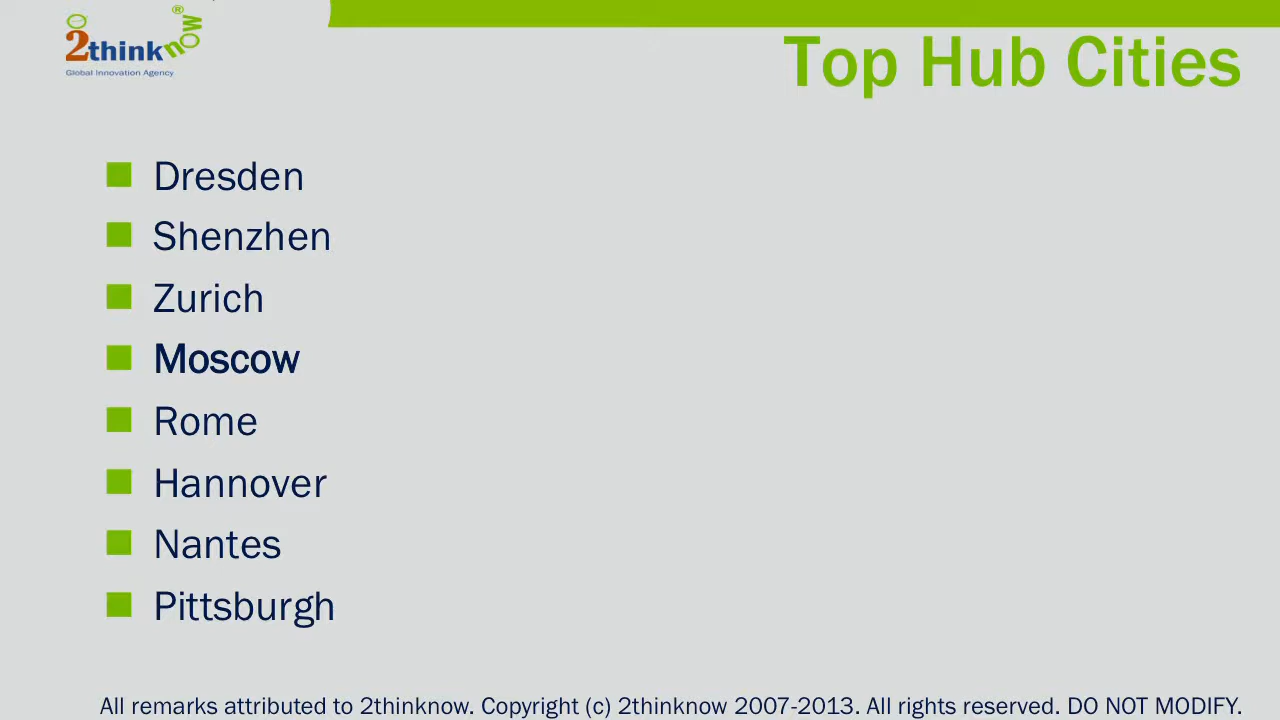 2thinknow®
Global Innovation Agency
Top Hub Cities
Dresden
Shenzhen
Zurich
Moscow
Rome
Hannover
Nantes
Pittsburgh
All remarks attributed to 2thinknow. Copyright (c) 2thinknow 2007-2013. All rights reserved. DO NOT MODIFY.